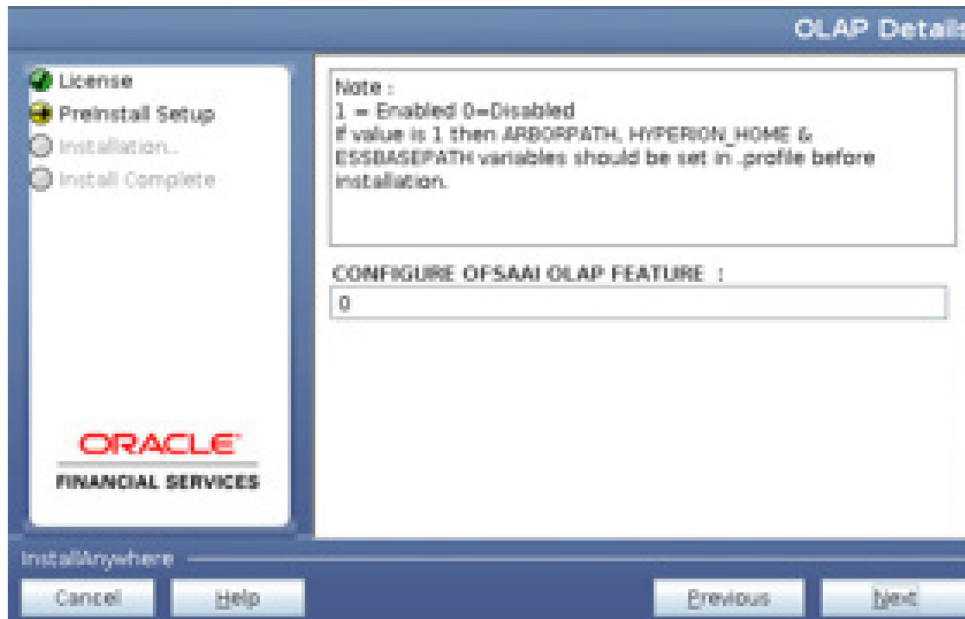 OLAP Details
License
Preinstall Setup
Installation..
Install Complete
Note :
1 = Enabled 0=Disabled
If value is 1 then ARBORPATH, HYPERION_HOME &
ESSBASEPATH variables should be set in .profile before
installation.
CONFIGURE OFSAAI OLAP FEATURE :
0
ORACLE
FINANCIAL SERVICES
InstallAnywhere
Cancel
Help
Previous
Next